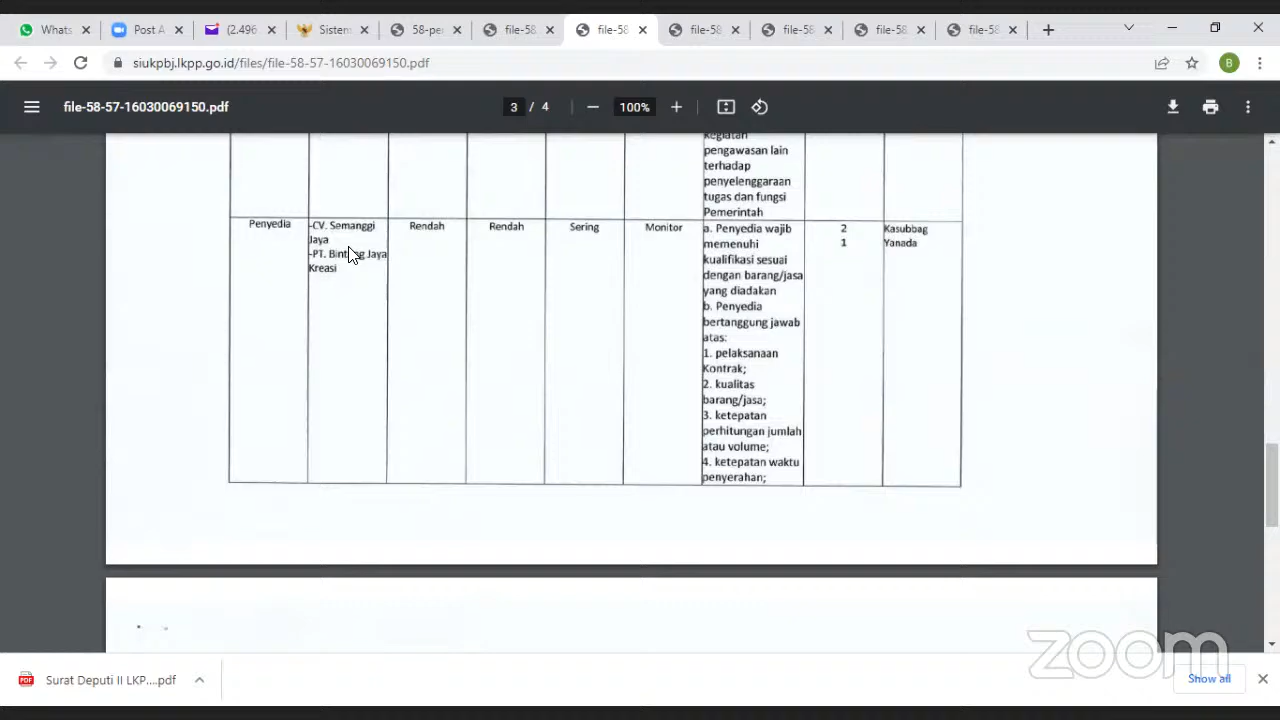 Whats
Post A
(2.496
Sistem
58-per
file-58
file-58
file-58
file-58
file-58
file-58
siukpbj.lkpp.go.id/files/file-58-57-16030069150.pdf
B
file-58-57-16030069150.pdf
3 / 4
100%
kegiatan
pengawasan lain
terhadap
penyelenggaraan
tugas dan fungsi
Pemerintah
Penyedia
-CV. Semanggi
Jaya
-PT. Bintang Jaya
Kreasi
Rendah
Rendah
Sering
Monitor
a. Penyedia wajib
memenuhi
kualifikasi sesuai
dengan barang/jasa
yang diadakan
b. Penyedia
bertanggung jawab
atas:
1. pelaksanaan
Kontrak;
2. kualitas
barang/jasa;
3. ketepatan
perhitungan jumlah
atau volume;
4. ketepatan waktu
penyerahan;
2
1
Kasubbag
Yanada
zoom
PDF
Surat Deputi II LKP....pdf
Show all